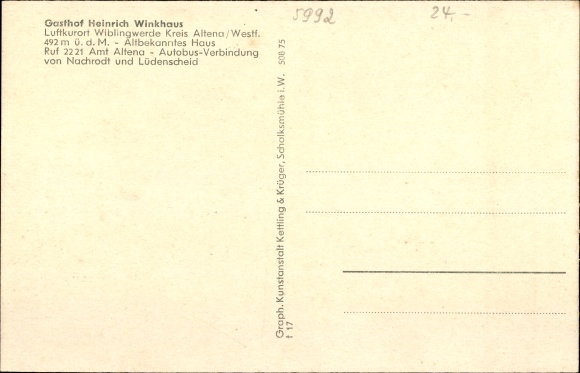 Gasthof Heinrich Winkhaus
Luftkurort Wiblingwerde Kreis Altena/Westf.
492 m ü. d. M. - Altbekanntes Haus
Ruf 2221 Amt Altena - Autobus-Verbindung
von Nachrodt und Lüdenscheid
5992
24,-
Graph. Kunstanstalt Kettling & Krüger, Schalksmühle i. W. 508 75
t 17